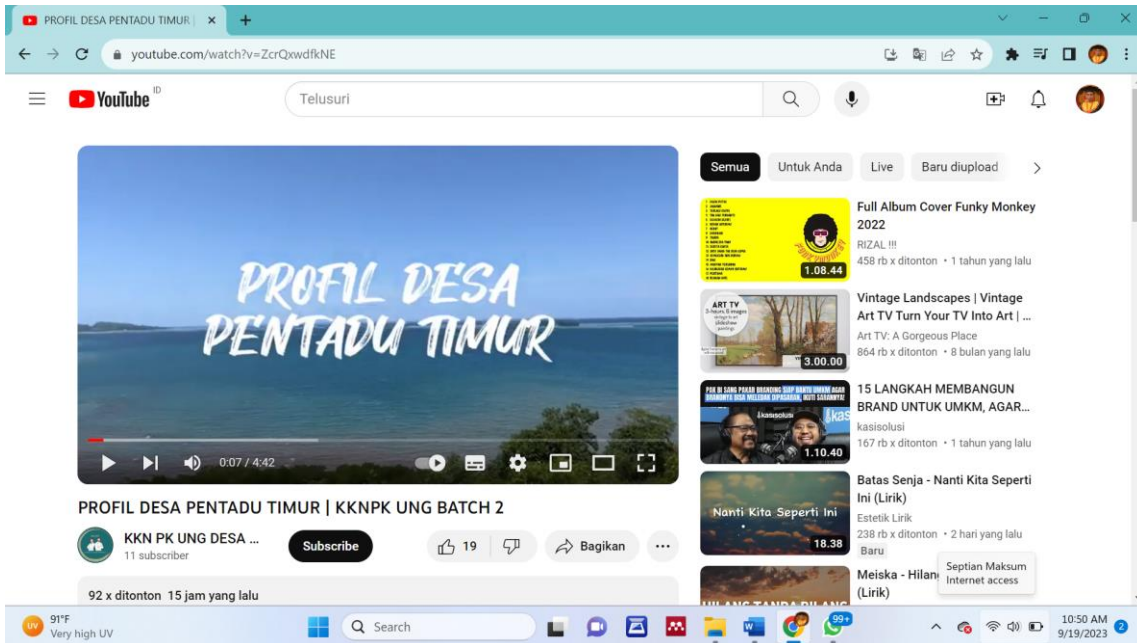 PROFIL DESA PENTADU TIMUR |
youtube.com/watch?v=ZcrQxwdfkNE
YouTube ID
Telusuri
PROFIL DESA
PENTADU TIMUR
0:07 / 4:42
PROFIL DESA PENTADU TIMUR | KKNPK UNG BATCH 2
KKN PK UNG DESA ...
11 subscriber
Subscribe
19
Bagikan
92 x ditonton 15 jam yang lalu
Semua
Untuk Anda
Live
Baru diupload
1.08.44
Full Album Cover Funky Monkey
2022
RIZAL !!!
458 rb x ditonton • 1 tahun yang lalu
ART TV
3.00.00
Vintage Landscapes | Vintage
Art TV Turn Your TV Into Art | ...
Art TV: A Gorgeous Place
864 rb x ditonton • 8 bulan yang lalu
kasisolusi
1.10.40
15 LANGKAH MEMBANGUN
BRAND UNTUK UMKM, AGAR...
kasisolusi
167 rb x ditonton • 1 tahun yang lalu
Nanti Kita Seperti Ini
18.38
Batas Senja - Nanti Kita Seperti
Ini (Lirik)
Estetik Lirik
238 rb x ditonton • 2 hari yang lalu
Baru
HILANG TANPA BILANG
Meiska - Hilang
(Lirik)
Septian Maksum
Internet access
91°F
Very high UV
UV
Search
99+
10:50 AM
9/19/2023
2